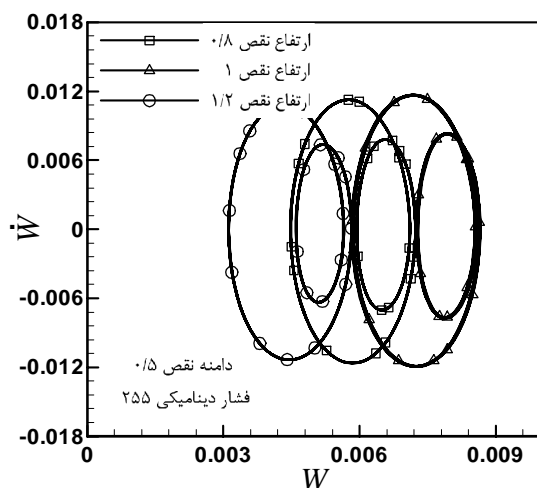 0.018
0.012
0.006
0
-0.006
-0.012
-0.018
Ẇ
ارتفاع نقص ۰/۸
ارتفاع نقص ۱
ارتفاع نقص ۱/۲
دامنه نقص ۰/۵
فشار دینامیکی ۲۵۵
0 0.003 0.006 0.009
W